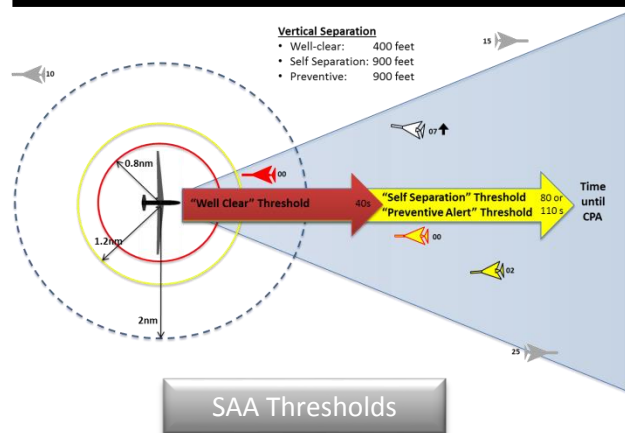 Vertical Separation
• Well-clear: 400 feet
• Self Separation: 900 feet
• Preventive: 900 feet
15
10
07
0.8nm
00
"Well Clear" Threshold
40s
"Self Separation" Threshold
"Preventive Alert" Threshold
80 or
110 s
Time
until
CPA
1.2nm
00
02
2nm
25
SAA Thresholds